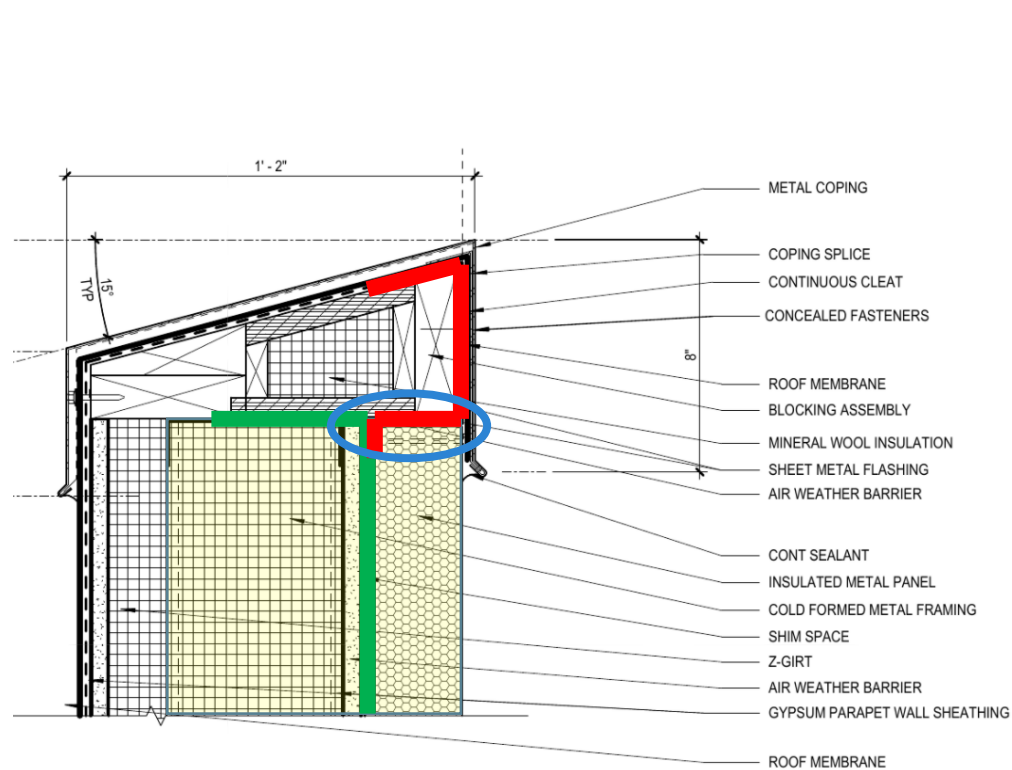 1' - 2"
METAL COPING
COPING SPLICE
CONTINUOUS CLEAT
15°
TYP
CONCEALED FASTENERS
8"
ROOF MEMBRANE
BLOCKING ASSEMBLY
MINERAL WOOL INSULATION
SHEET METAL FLASHING
AIR WEATHER BARRIER
CONT SEALANT
INSULATED METAL PANEL
COLD FORMED METAL FRAMING
SHIM SPACE
Z-GIRT
AIR WEATHER BARRIER
GYPSUM PARAPET WALL SHEATHING
ROOF MEMBRANE